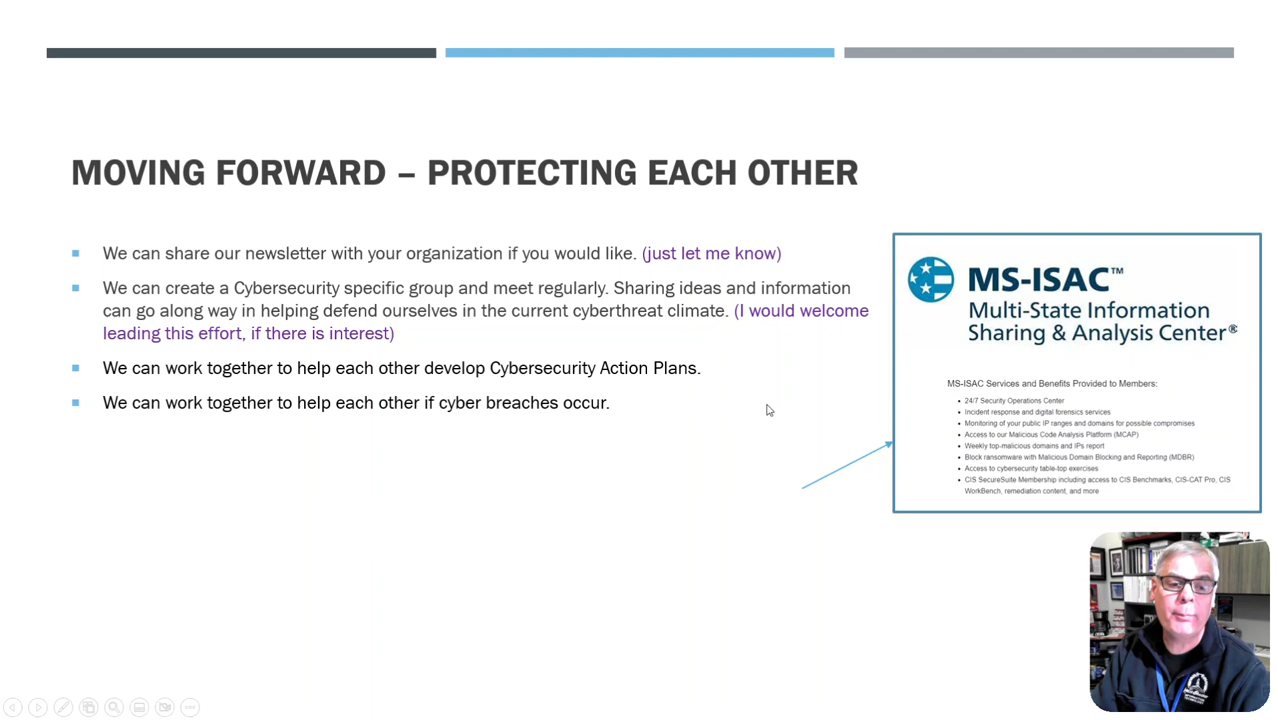 MOVING FORWARD – PROTECTING EACH OTHER
We can share our newsletter with your organization if you would like. (just let me know)
We can create a Cybersecurity specific group and meet regularly. Sharing ideas and information
can go along way in helping defend ourselves in the current cyberthreat climate. (I would welcome
leading this effort, if there is interest)
We can work together to help each other develop Cybersecurity Action Plans.
We can work together to help each other if cyber breaches occur.
MS-ISAC™
Multi-State Information
Sharing & Analysis Center®
MS-ISAC Services and Benefits Provided to Members:
24/7 Security Operations Center
Incident response and digital forensics services
Monitoring of your public IP ranges and domains for possible compromises
Access to our Malicious Code Analysis Platform (MCAP)
Weekly top-malicious domains and IPs report
Block ransomware with Malicious Domain Blocking and Reporting (MDBR)
Access to cybersecurity table-top exercises
CIS SecureSuite Membership including access to CIS Benchmarks, CIS-CAT Pro, CIS
WorkBench, remediation content, and more